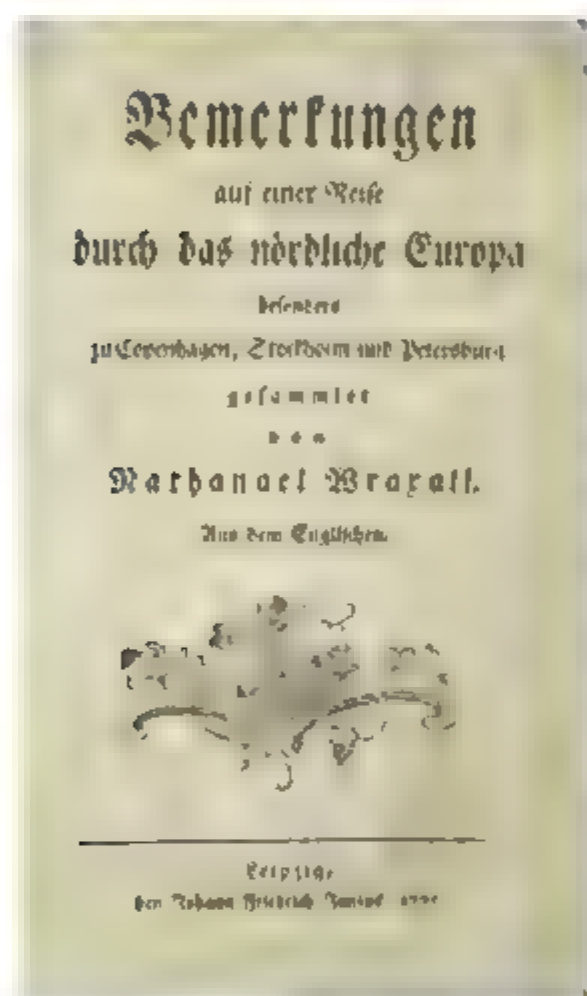 Bemerkungen
auf einer Reise
durch das nördliche Europa
besonders
zu Copenhagen, Stockholm und Petersburg
gesammlet
von
Nathanael Wraxall.
Aus dem Englischen.
Leipzig,
bey Johann Friedrich Junius